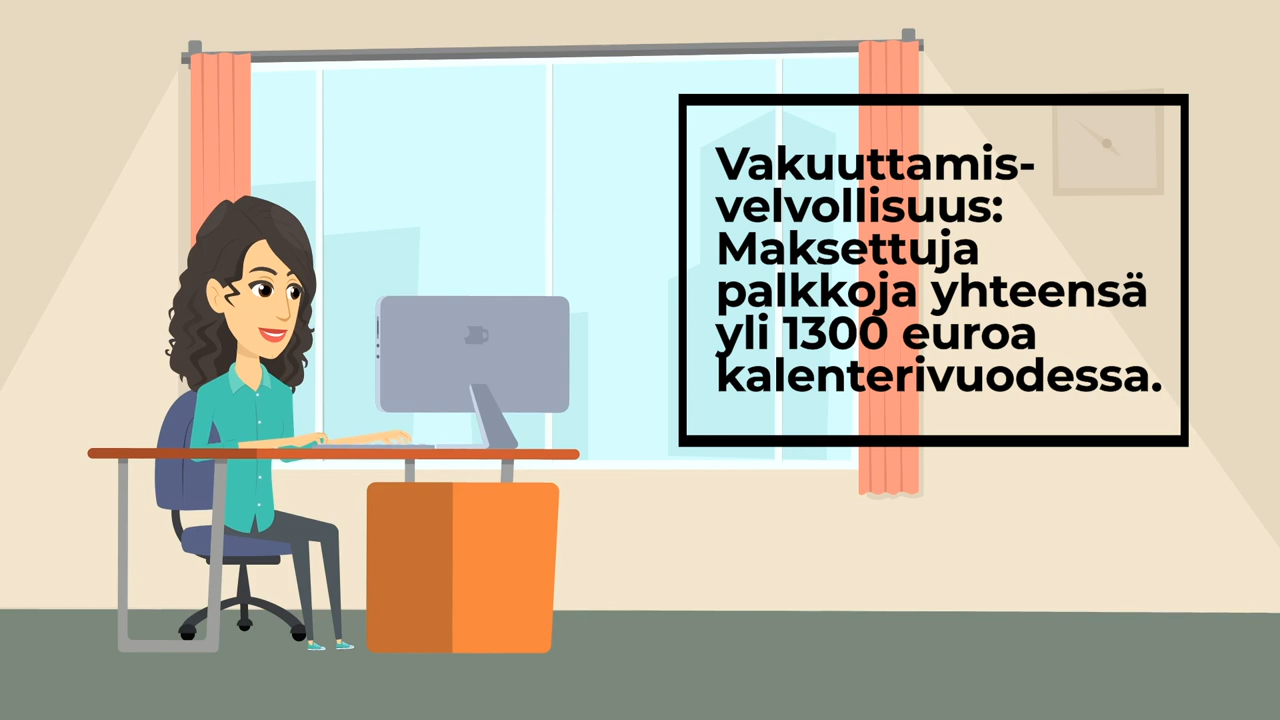 Vakuuttamis-
velvollisuus:
Maksettuja
palkkoja yhteensä
yli 1300 euroa
kalenterivuodessa.